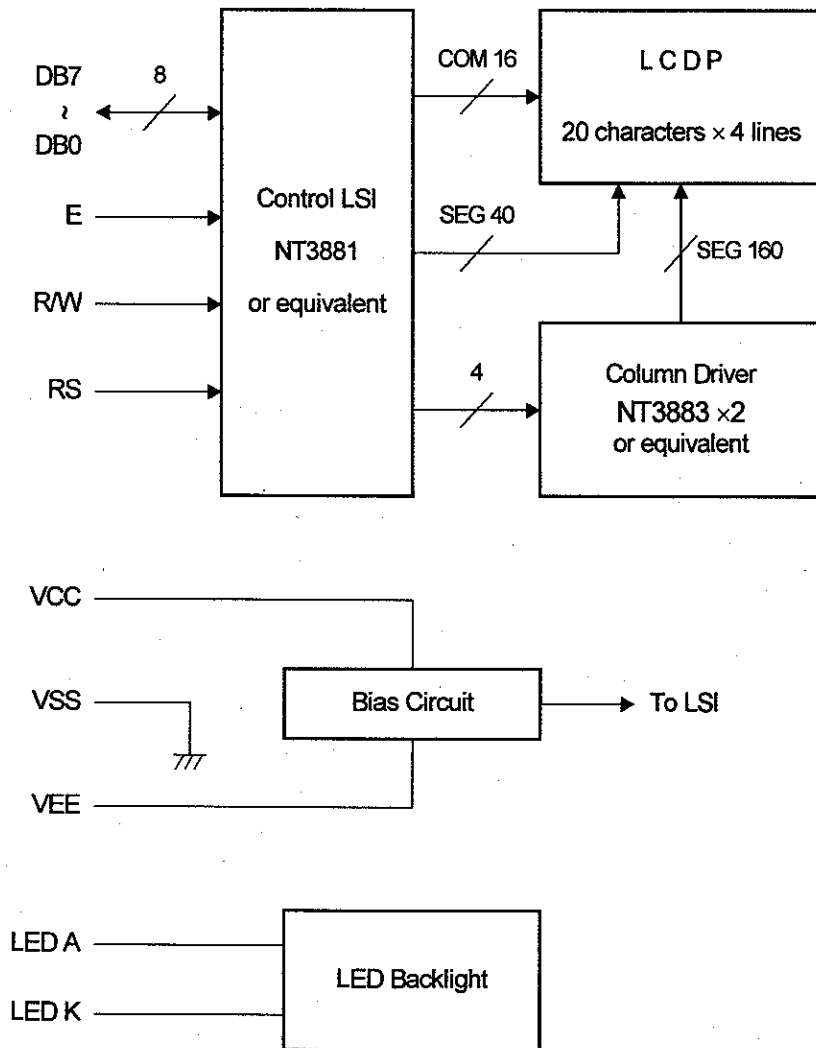 DB7
~
DB0
8
E
R/W
RS
Control LSI
NT3881
or equivalent
COM 16
SEG 40
4
L C D P
20 characters × 4 lines
SEG 160
Column Driver
NT3883 ×2
or equivalent
VCC
VSS
VEE
Bias Circuit
To LSI
LED A
LED K
LED Backlight